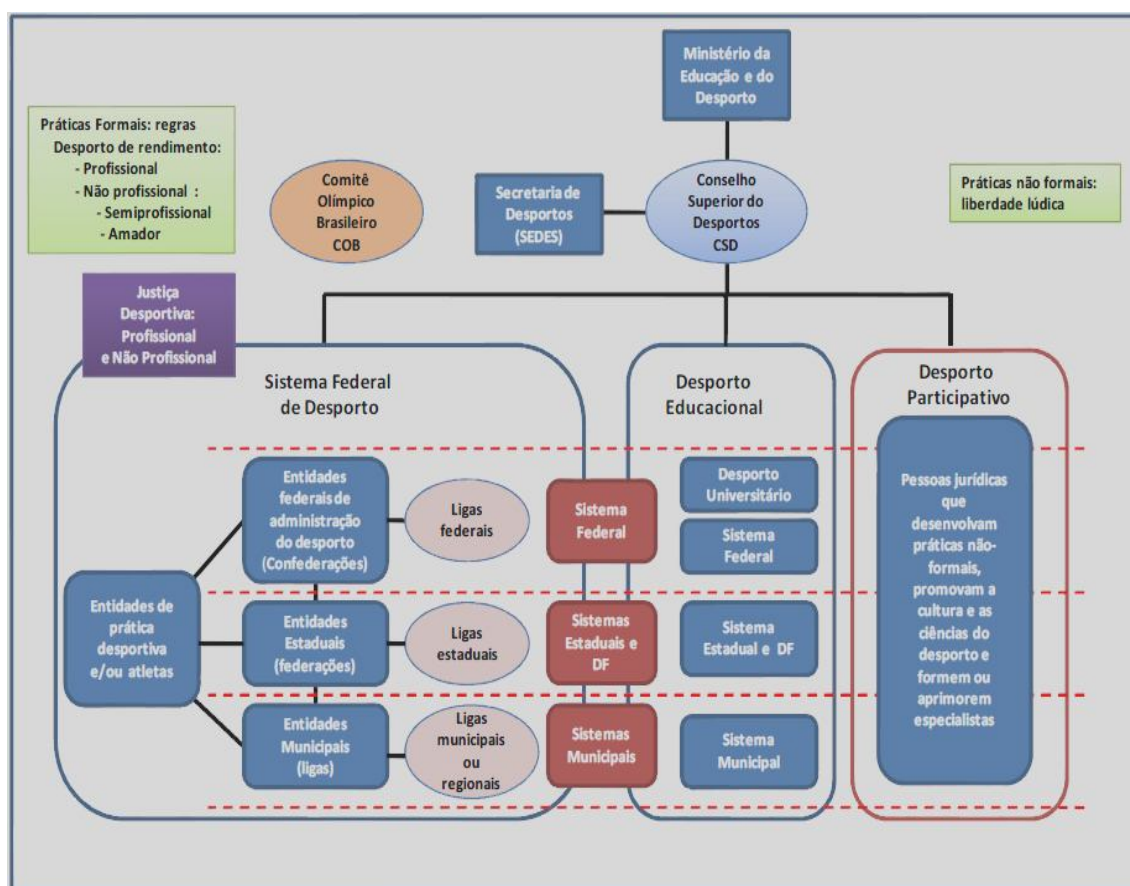 Ministério da
Educação e do
Desporto
Práticas Formais: regras
Desporto de rendimento:
- Profissional
- Não profissional :
- Semiprofissional
- Amador
Comitê
Olímpico
Brasileiro
COB
Secretaria de
Desportos
(SEDES)
Conselho
Superior do
Desportos
CSD
Práticas não formais:
liberdade lúdica
Justiça
Desportiva:
Profissional
e Não Profissional
Sistema Federal
de Desporto
Desporto
Educacional
Desporto
Participativo
Entidades de
prática
desportiva
e/ou atletas
Entidades
federais de
administração
do desporto
(Confederações)
Ligas
federais
Sistema
Federal
Desporto
Universitário
Sistema
Federal
Entidades
Estaduais
(federações)
Ligas
estaduais
Sistemas
Estaduais e
DF
Sistema
Estadual e DF
Entidades
Municipais
(ligas)
Ligas
municipais
ou
regionais
Sistemas
Municipais
Sistema
Municipal
Pessoas jurídicas
que
desenvolvam
práticas não-
formais,
promovam a
cultura e as
ciências do
desporto e
formem ou
aprimorem
especialistas